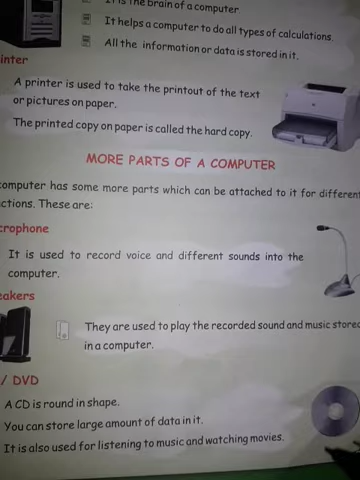 It is the brain of a computer.
It helps a computer to do all types of calculations.
All the information or data is stored in it.
inter
A printer is used to take the printout of the text
or pictures on paper.
The printed copy on paper is called the hard copy.
MORE PARTS OF A COMPUTER
computer has some more parts which can be attached to it for different
ctions. These are:
crophone
It is used to record voice and different sounds into the
computer.
eakers
They are used to play the recorded sound and music stored
in a computer.
/ DVD
A CD is round in shape.
You can store large amount of data in it.
It is also used for listening to music and watching movies.